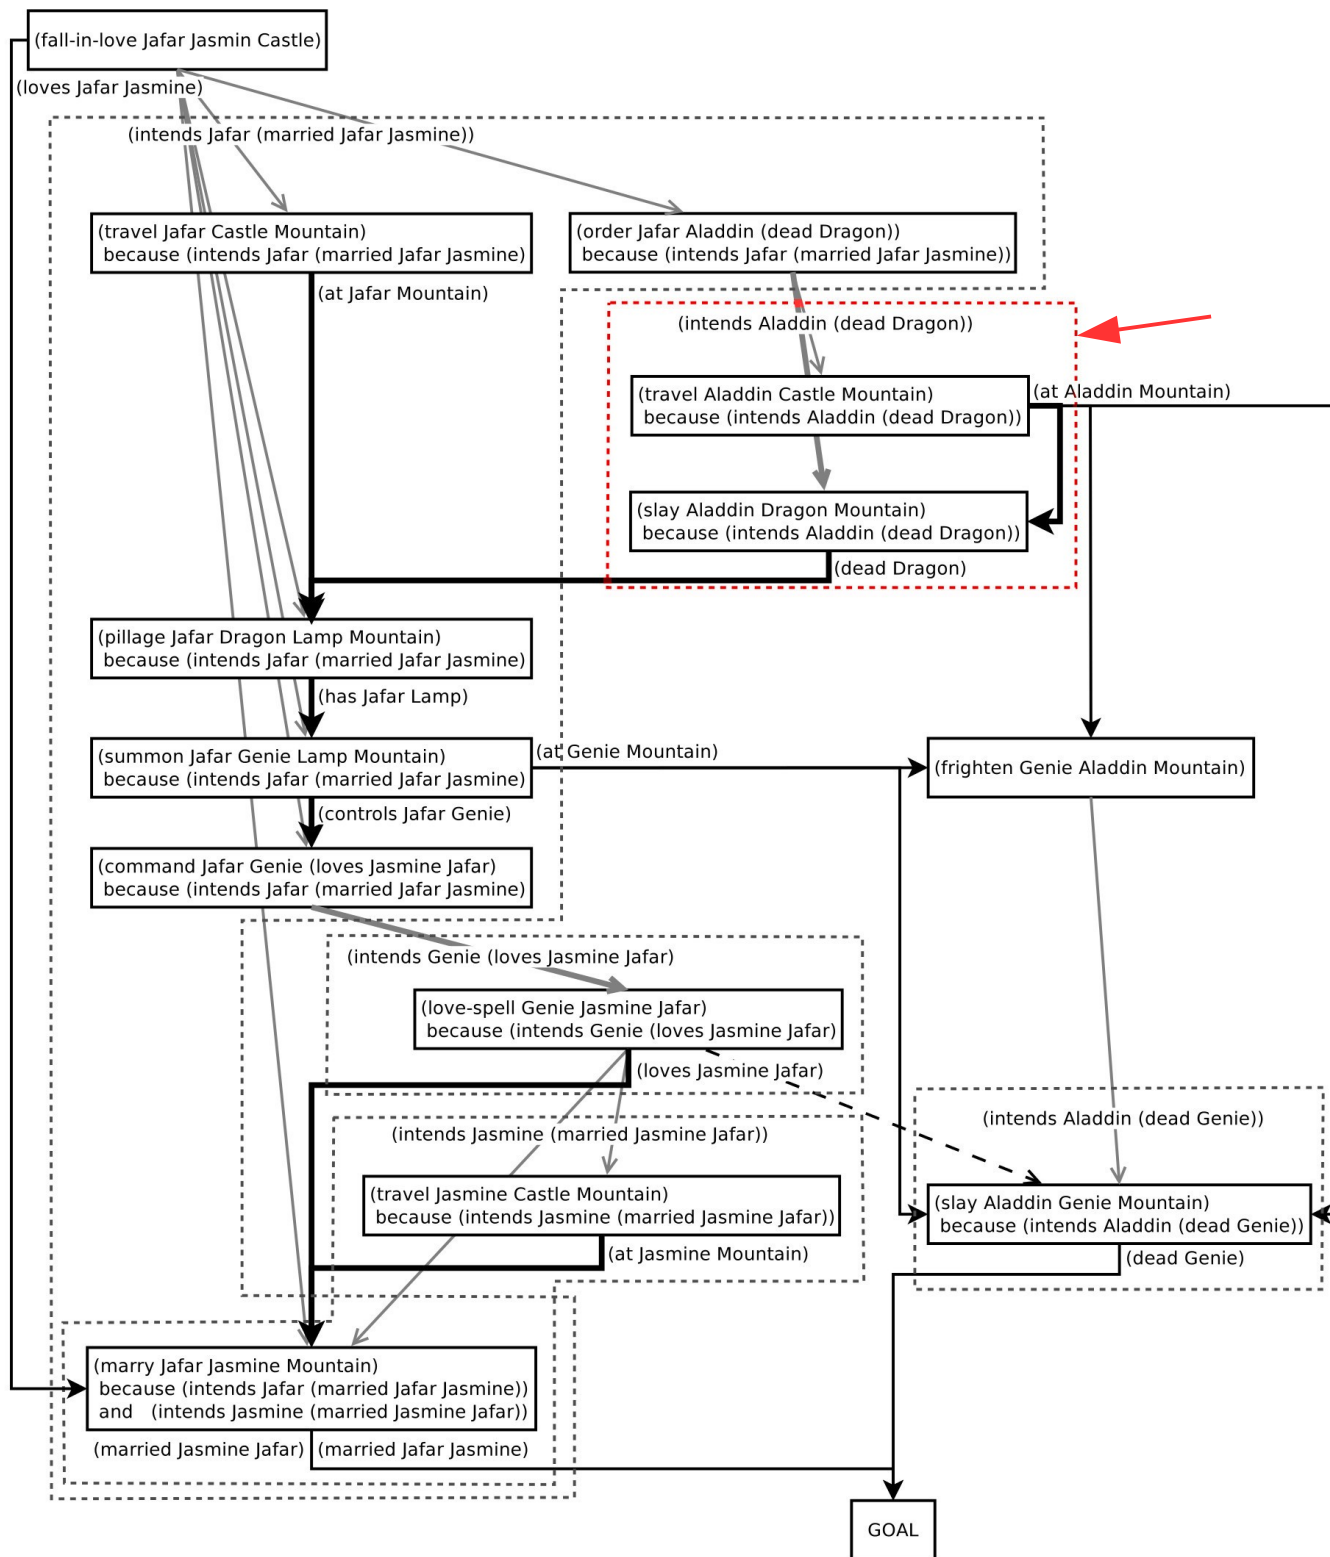 (fall-in-love Jafar Jasmin Castle)
(loves Jafar Jasmine)
(intends Jafar (married Jafar Jasmine))
(travel Jafar Castle Mountain)
because (intends Jafar (married Jafar Jasmine)
(order Jafar Aladdin (dead Dragon))
because (intends Jafar (married Jafar Jasmine))
(at Jafar Mountain)
(intends Aladdin (dead Dragon))
(travel Aladdin Castle Mountain)
because (intends Aladdin (dead Dragon))
(at Aladdin Mountain)
(slay Aladdin Dragon Mountain)
because (intends Aladdin (dead Dragon))
(dead Dragon)
(pillage Jafar Dragon Lamp Mountain)
because (intends Jafar (married Jafar Jasmine)
(has Jafar Lamp)
(summon Jafar Genie Lamp Mountain)
because (intends Jafar (married Jafar Jasmine)
(at Genie Mountain)
(frighten Genie Aladdin Mountain)
(controls Jafar Genie)
(command Jafar Genie (loves Jasmine Jafar)
because (intends Jafar (married Jafar Jasmine)
(intends Genie (loves Jasmine Jafar)
(love-spell Genie Jasmine Jafar)
because (intends Genie (loves Jasmine Jafar)
(loves Jasmine Jafar)
(intends Jasmine (married Jasmine Jafar))
(intends Aladdin (dead Genie))
(travel Jasmine Castle Mountain)
because (intends Jasmine (married Jasmine Jafar))
(slay Aladdin Genie Mountain)
because (intends Aladdin (dead Genie))
(at Jasmine Mountain)
(dead Genie)
(marry Jafar Jasmine Mountain)
because (intends Jafar (married Jafar Jasmine))
and (intends Jasmine (married Jasmine Jafar))
(married Jasmine Jafar)
(married Jafar Jasmine)
GOAL